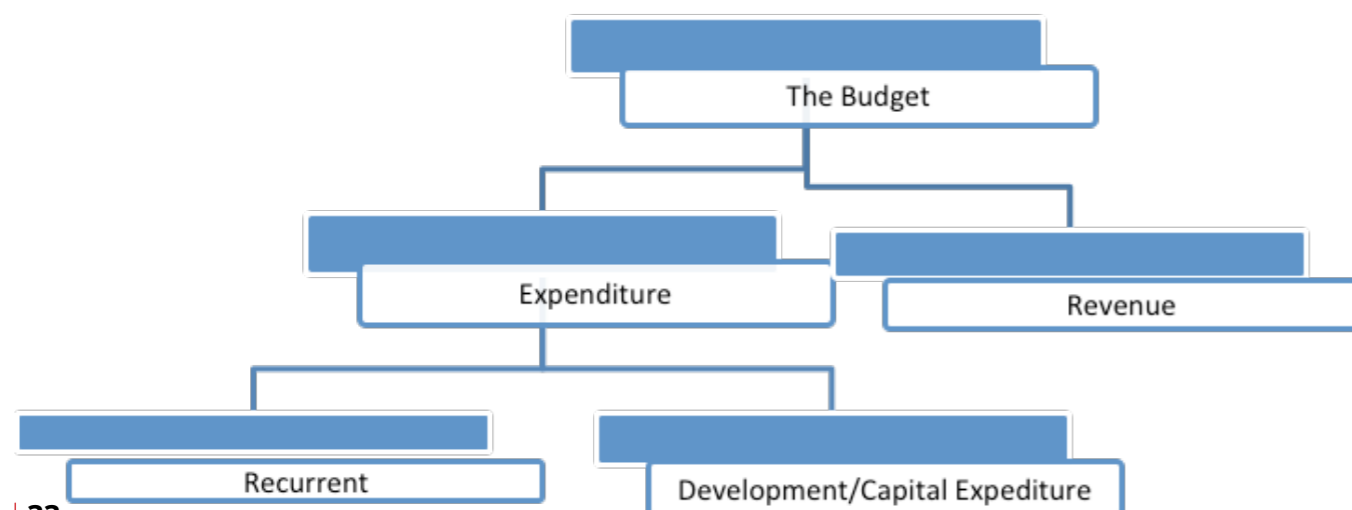 The Budget
Expenditure
Revenue
Recurrent
Development/Capital Expediture